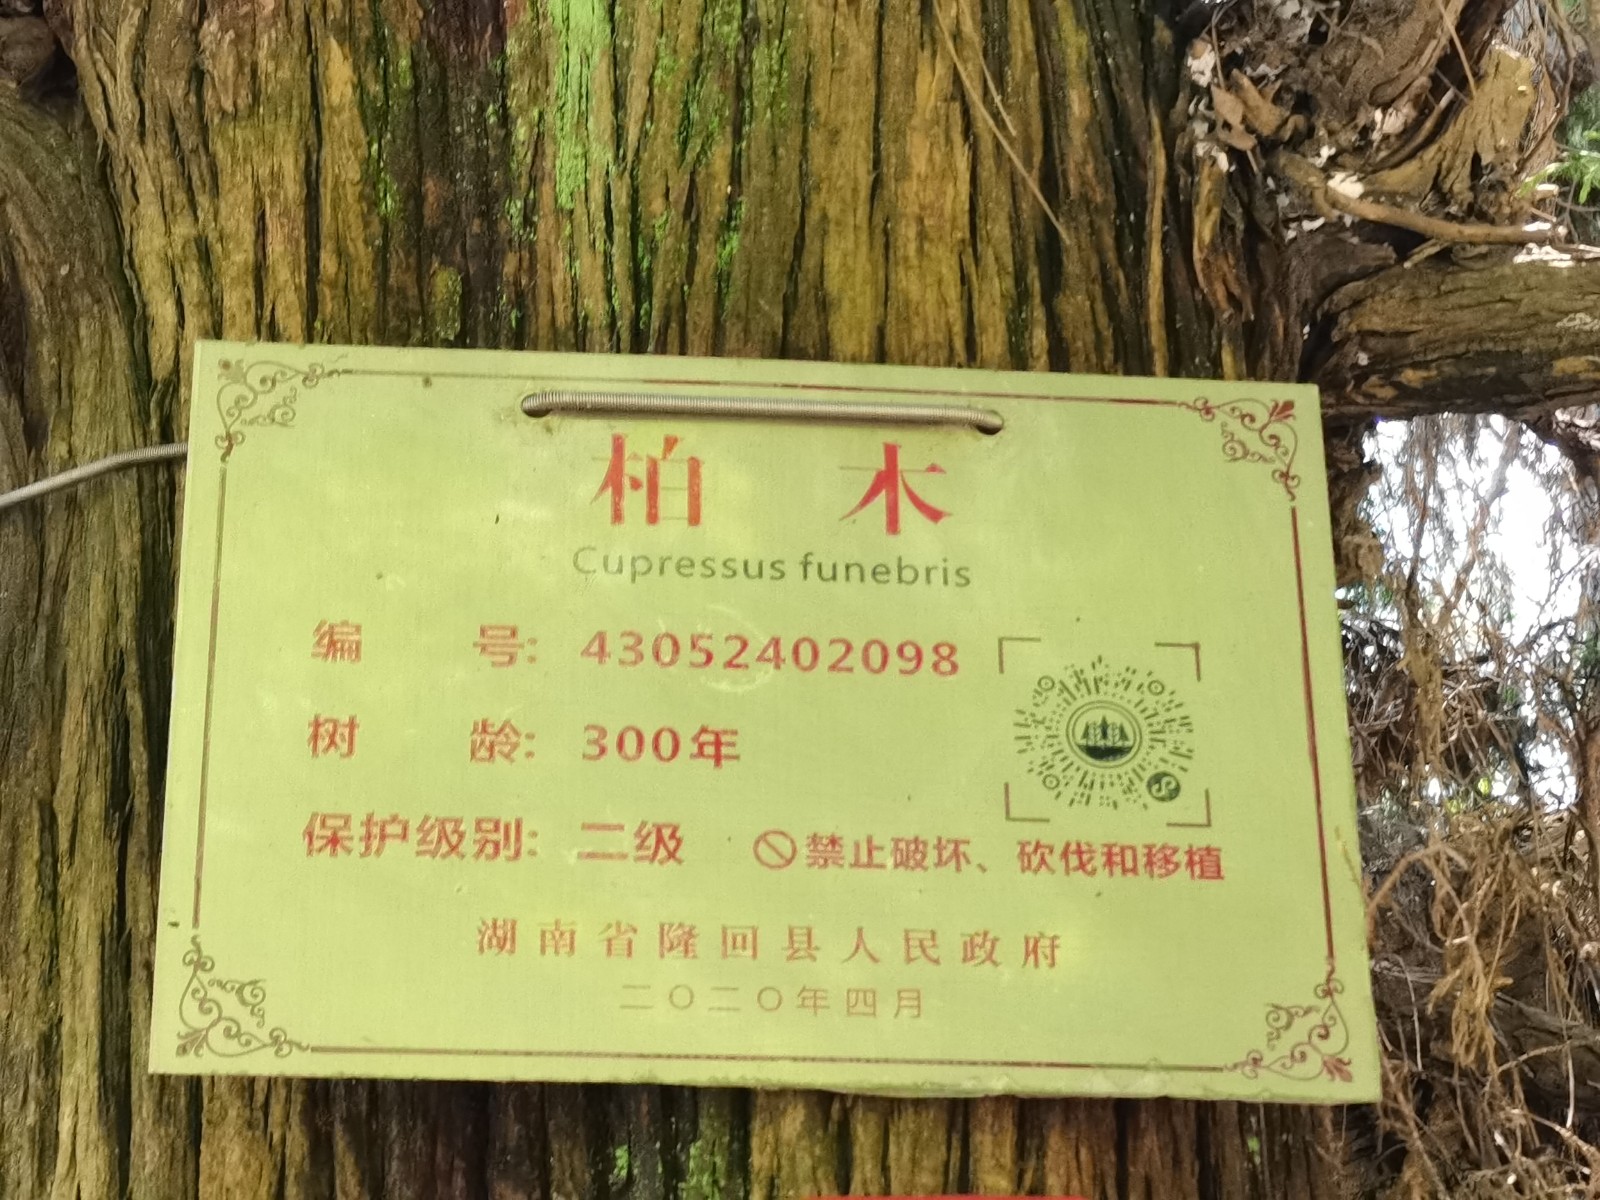 柏木
Cupressus funebris
编号: 43052402098
树龄: 300年
保护级别: 二级
禁止破坏、砍伐和移植
湖南省隆回县人民政府
二〇二〇年四月